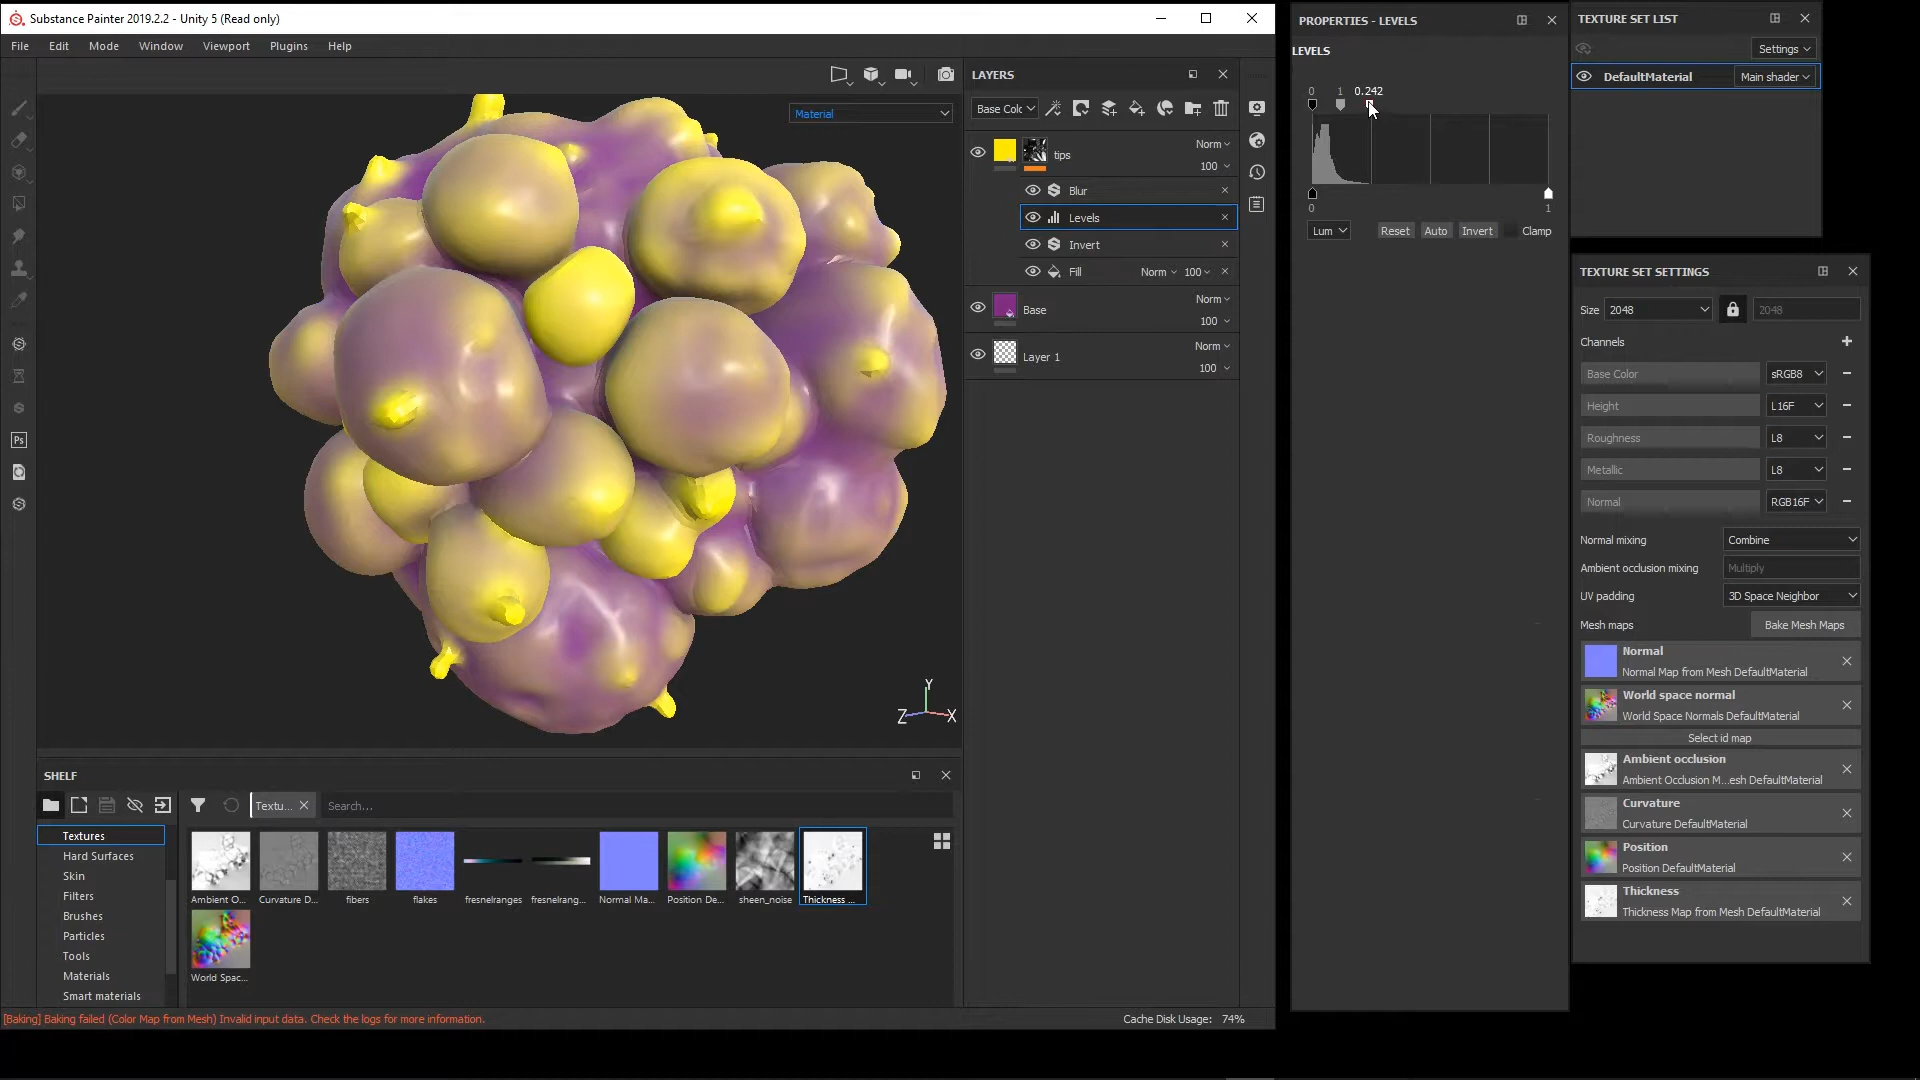 Substance Painter 2019.2.2 - Unity 5 (Read only)
File Edit Mode Window Viewport Plugins Help
Material
Ps
Y
Z X
LAYERS
Base Colc
tips Norm
100
Blur
Levels
Invert
Fill Norm 100
Base Norm
100
Layer 1 Norm
100
SHELF
Textu...
Search...
Textures
Hard Surfaces
Skin
Filters
Brushes
Particles
Tools
Materials
Smart materials
Ambient O... Curvature D... fibers flakes fresnelranges fresnelrang... Normal Ma... Position De... sheen_noise Thickness ...
World Spac...
[Baking] Baking failed (Color Map from Mesh) Invalid input data. Check the logs for more information.
Cache Disk Usage: 74%
PROPERTIES - LEVELS
LEVELS
0 1 0.242
0 1
Lum Reset Auto Invert Clamp
TEXTURE SET LIST
Settings
DefaultMaterial Main shader
TEXTURE SET SETTINGS
Size 2048 2048
Channels
Base Color sRGB8
Height L16F
Roughness L8
Metallic L8
Normal RGB16F
Normal mixing Combine
Ambient occlusion mixing Multiply
UV padding 3D Space Neighbor
Mesh maps Bake Mesh Maps
Normal
Normal Map from Mesh DefaultMaterial
World space normal
World Space Normals DefaultMaterial
Select id map
Ambient occlusion
Ambient Occlusion M...esh DefaultMaterial
Curvature
Curvature DefaultMaterial
Position
Position DefaultMaterial
Thickness
Thickness Map from Mesh DefaultMaterial